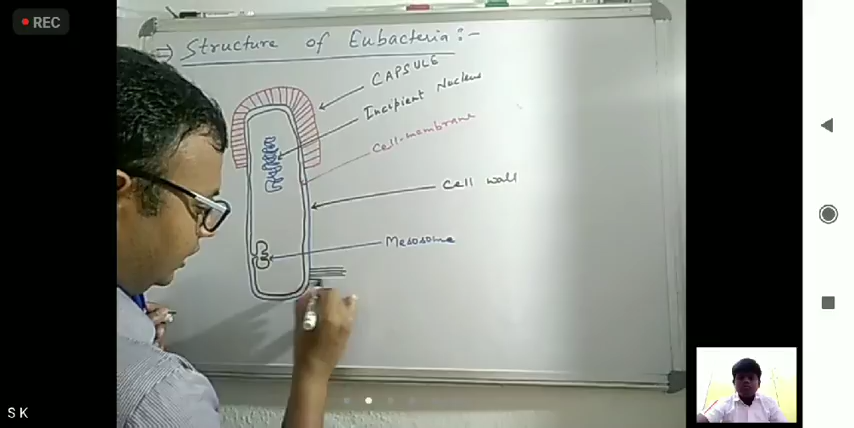 REC
=) Structure of Eubacteria :-
CAPSULE
Incipient Nucleus
Cell-membrane
Cell wall
Mesosome
S K